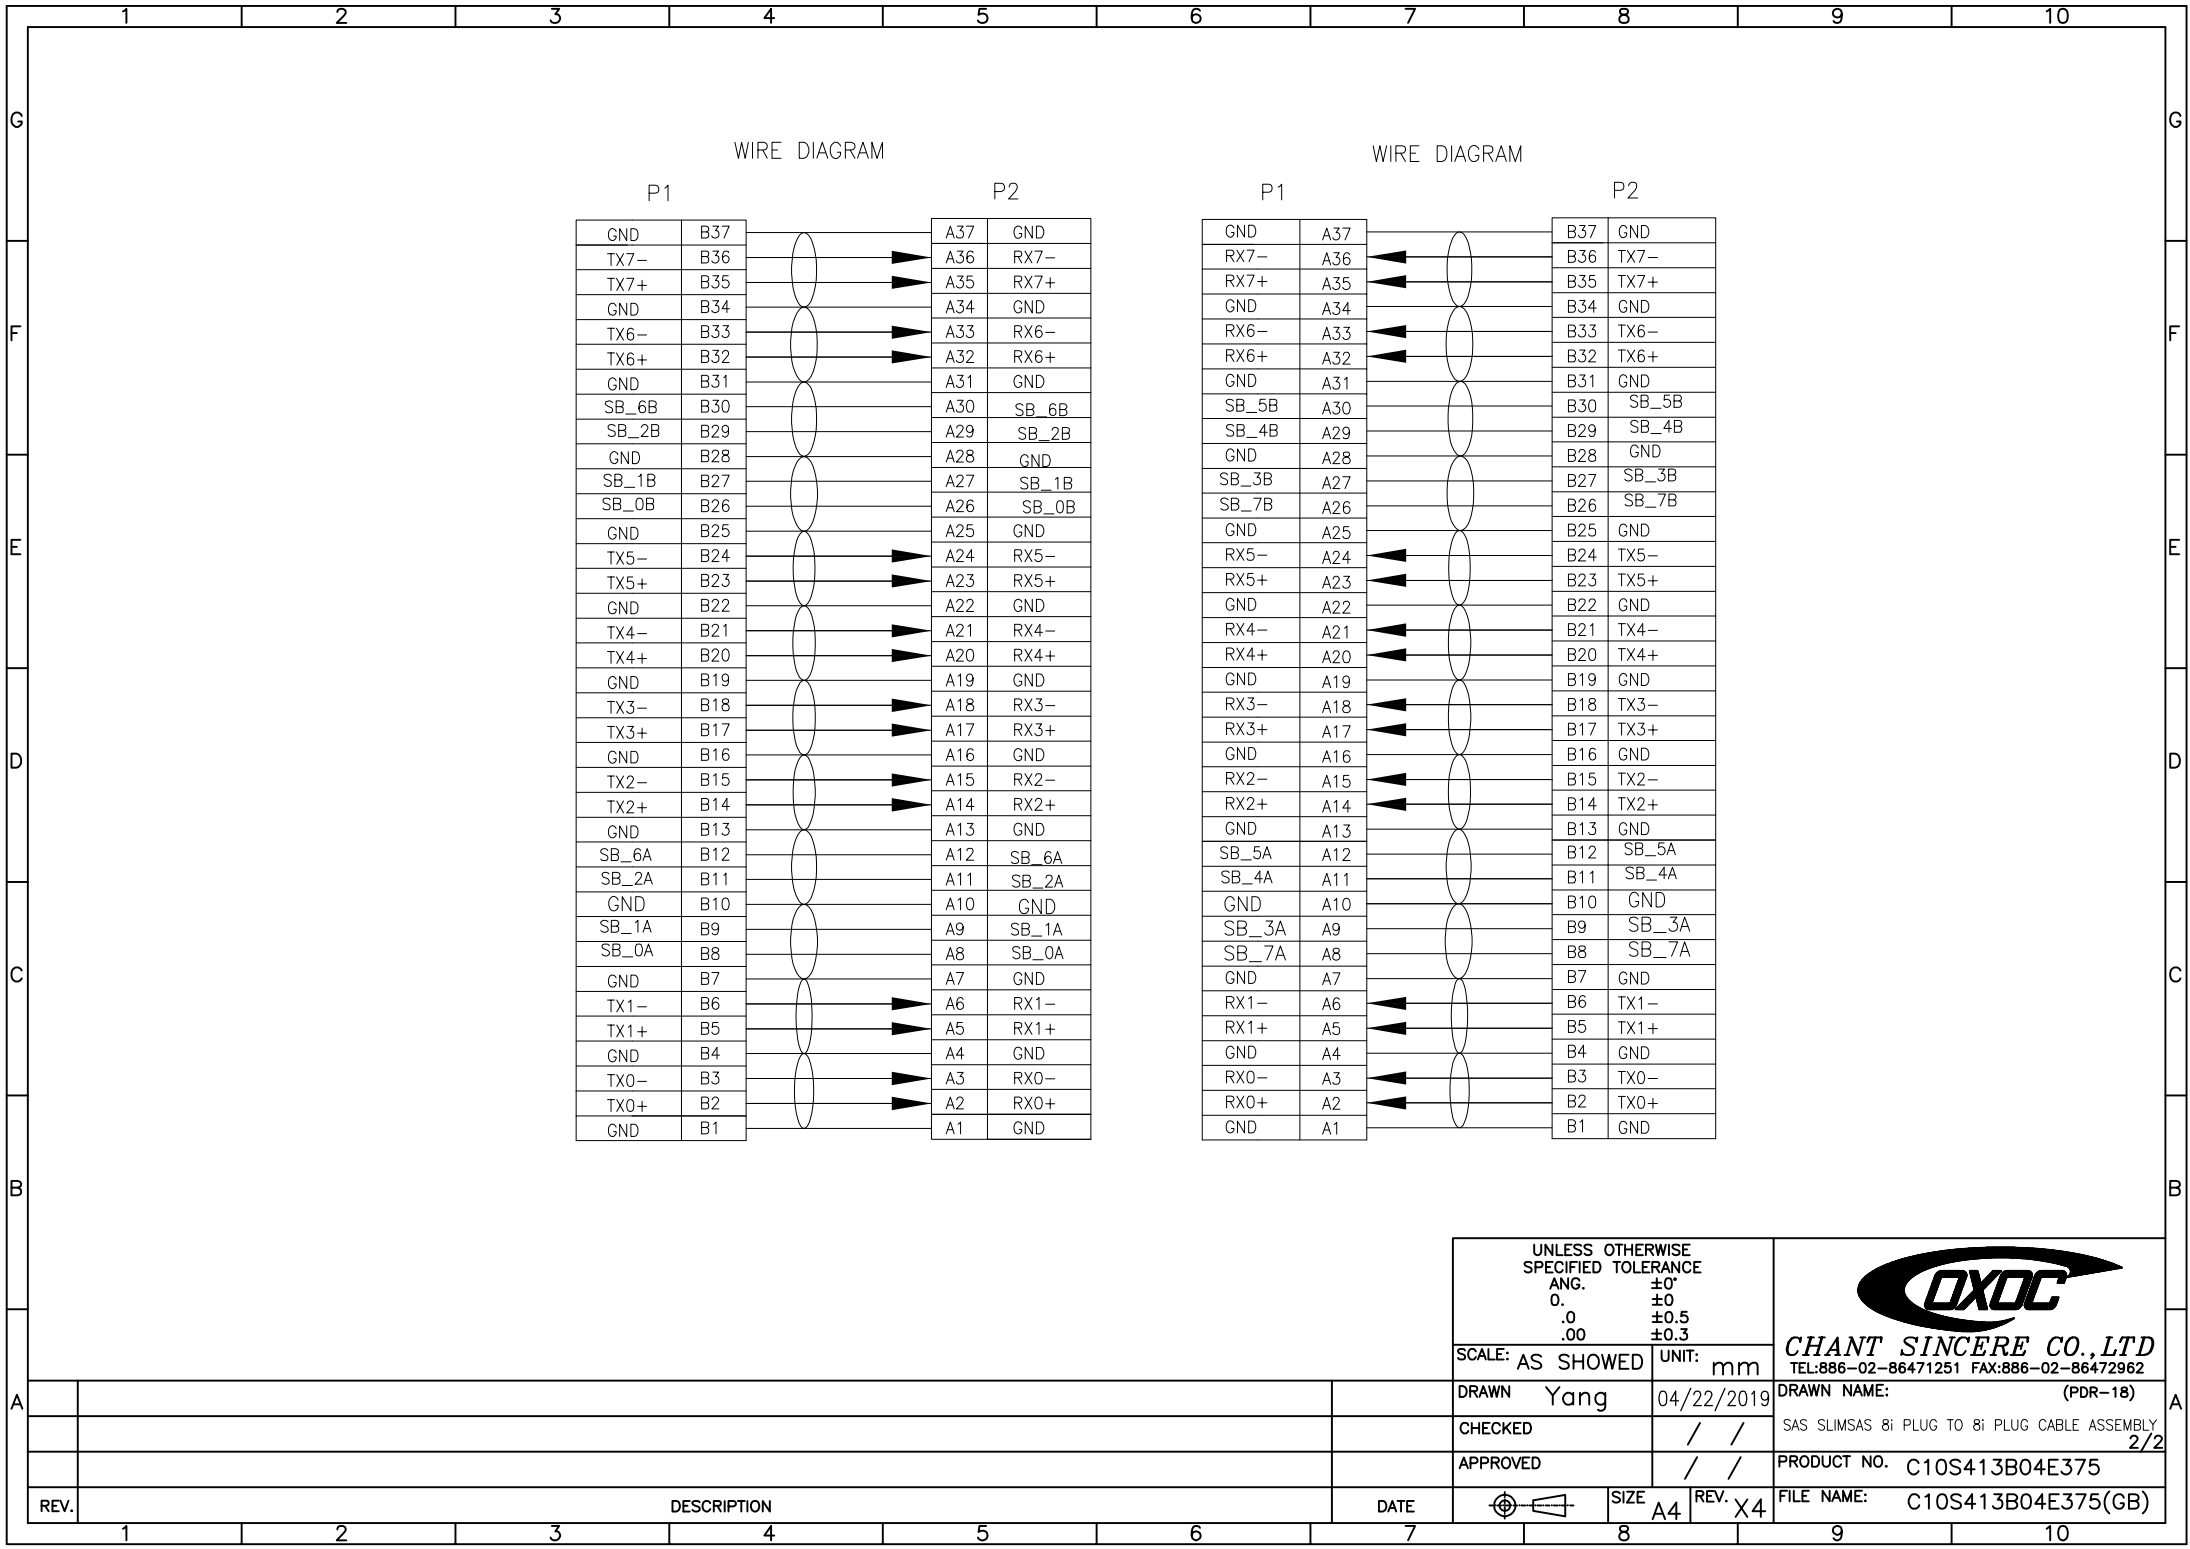 1 2 3 4 5 6 7 8 9 10
G G
WIRE DIAGRAM
P1 P2
GND B37 A37 GND
TX7- B36 A36 RX7-
TX7+ B35 A35 RX7+
GND B34 A34 GND
TX6- B33 A33 RX6-
TX6+ B32 A32 RX6+
GND B31 A31 GND
SB_6B B30 A30 SB_6B
SB_2B B29 A29 SB_2B
GND B28 A28 GND
SB_1B B27 A27 SB_1B
SB_0B B26 A26 SB_0B
GND B25 A25 GND
TX5- B24 A24 RX5-
TX5+ B23 A23 RX5+
GND B22 A22 GND
TX4- B21 A21 RX4-
TX4+ B20 A20 RX4+
GND B19 A19 GND
TX3- B18 A18 RX3-
TX3+ B17 A17 RX3+
GND B16 A16 GND
TX2- B15 A15 RX2-
TX2+ B14 A14 RX2+
GND B13 A13 GND
SB_6A B12 A12 SB_6A
SB_2A B11 A11 SB_2A
GND B10 A10 GND
SB_1A B9 A9 SB_1A
SB_0A B8 A8 SB_0A
GND B7 A7 GND
TX1- B6 A6 RX1-
TX1+ B5 A5 RX1+
GND B4 A4 GND
TX0- B3 A3 RX0-
TX0+ B2 A2 RX0+
GND B1 A1 GND
WIRE DIAGRAM
P1 P2
GND A37 B37 GND
RX7- A36 B36 TX7-
RX7+ A35 B35 TX7+
GND A34 B34 GND
RX6- A33 B33 TX6-
RX6+ A32 B32 TX6+
GND A31 B31 GND
SB_5B A30 B30 SB_5B
SB_4B A29 B29 SB_4B
GND A28 B28 GND
SB_3B A27 B27 SB_3B
SB_7B A26 B26 SB_7B
GND A25 B25 GND
RX5- A24 B24 TX5-
RX5+ A23 B23 TX5+
GND A22 B22 GND
RX4- A21 B21 TX4-
RX4+ A20 B20 TX4+
GND A19 B19 GND
RX3- A18 B18 TX3-
RX3+ A17 B17 TX3+
GND A16 B16 GND
RX2- A15 B15 TX2-
RX2+ A14 B14 TX2+
GND A13 B13 GND
SB_5A A12 B12 SB_5A
SB_4A A11 B11 SB_4A
GND A10 B10 GND
SB_3A A9 B9 SB_3A
SB_7A A8 B8 SB_7A
GND A7 B7 GND
RX1- A6 B6 TX1-
RX1+ A5 B5 TX1+
GND A4 B4 GND
RX0- A3 B3 TX0-
RX0+ A2 B2 TX0+
GND A1 B1 GND
F F
E E
D D
C C
B B
A A
UNLESS OTHERWISE
SPECIFIED TOLERANCE
ANG. ±0°
0. ±0
.0 ±0.5
.00 ±0.3
SCALE: AS SHOWED UNIT: mm
OXOC
CHANT SINCERE CO.,LTD
TEL:886-02-86471251 FAX:886-02-86472962
DRAWN Yang 04/22/2019
DRAWN NAME: (PDR-18)
CHECKED / /
SAS SLIMSAS 8i PLUG TO 8i PLUG CABLE ASSEMBLY
2/2
APPROVED / /
PRODUCT NO. C10S413B04E375
REV. DESCRIPTION DATE
SIZE A4 REV. X4
FILE NAME: C10S413B04E375(GB)
1 2 3 4 5 6 7 8 9 10